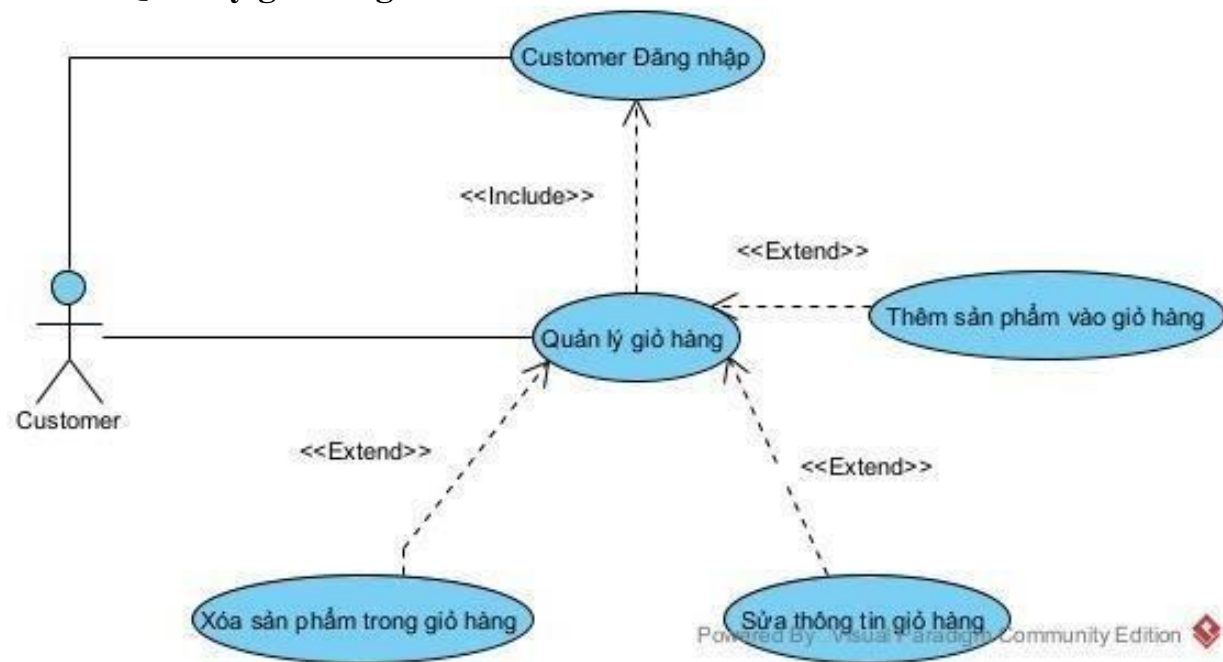 Customer Đăng nhập
<<Include>>
<<Extend>>
Thêm sản phẩm vào giỏ hàng
Quản lý giỏ hàng
Customer
<<Extend>>
<<Extend>>
Xóa sản phẩm trong giỏ hàng
Sửa thông tin giỏ hàng
Powered By Visual Paradigm Community Edition